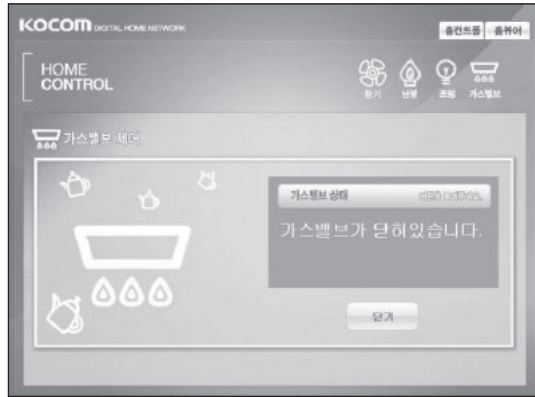 KOCOM DIGITAL HOME NETWORK
홈컨트롤 홈뷰어
HOME
CONTROL
환기 난방 조명 가스밸브
가스밸브 제어
가스밸브 상태
가스밸브가 닫혀있습니다.
닫기